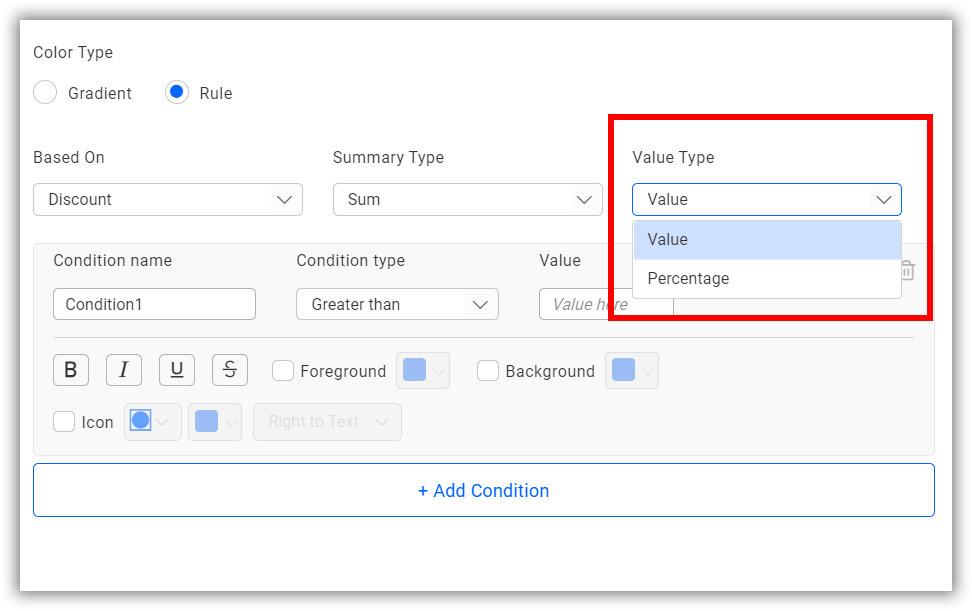 Color Type
Gradient Rule
Based On Summary Type Value Type
Discount Sum Value
Value
Condition name Condition type Value
Percentage
Condition1 Greater than Value here
B I U S Foreground Background
Icon Right to Text
+ Add Condition